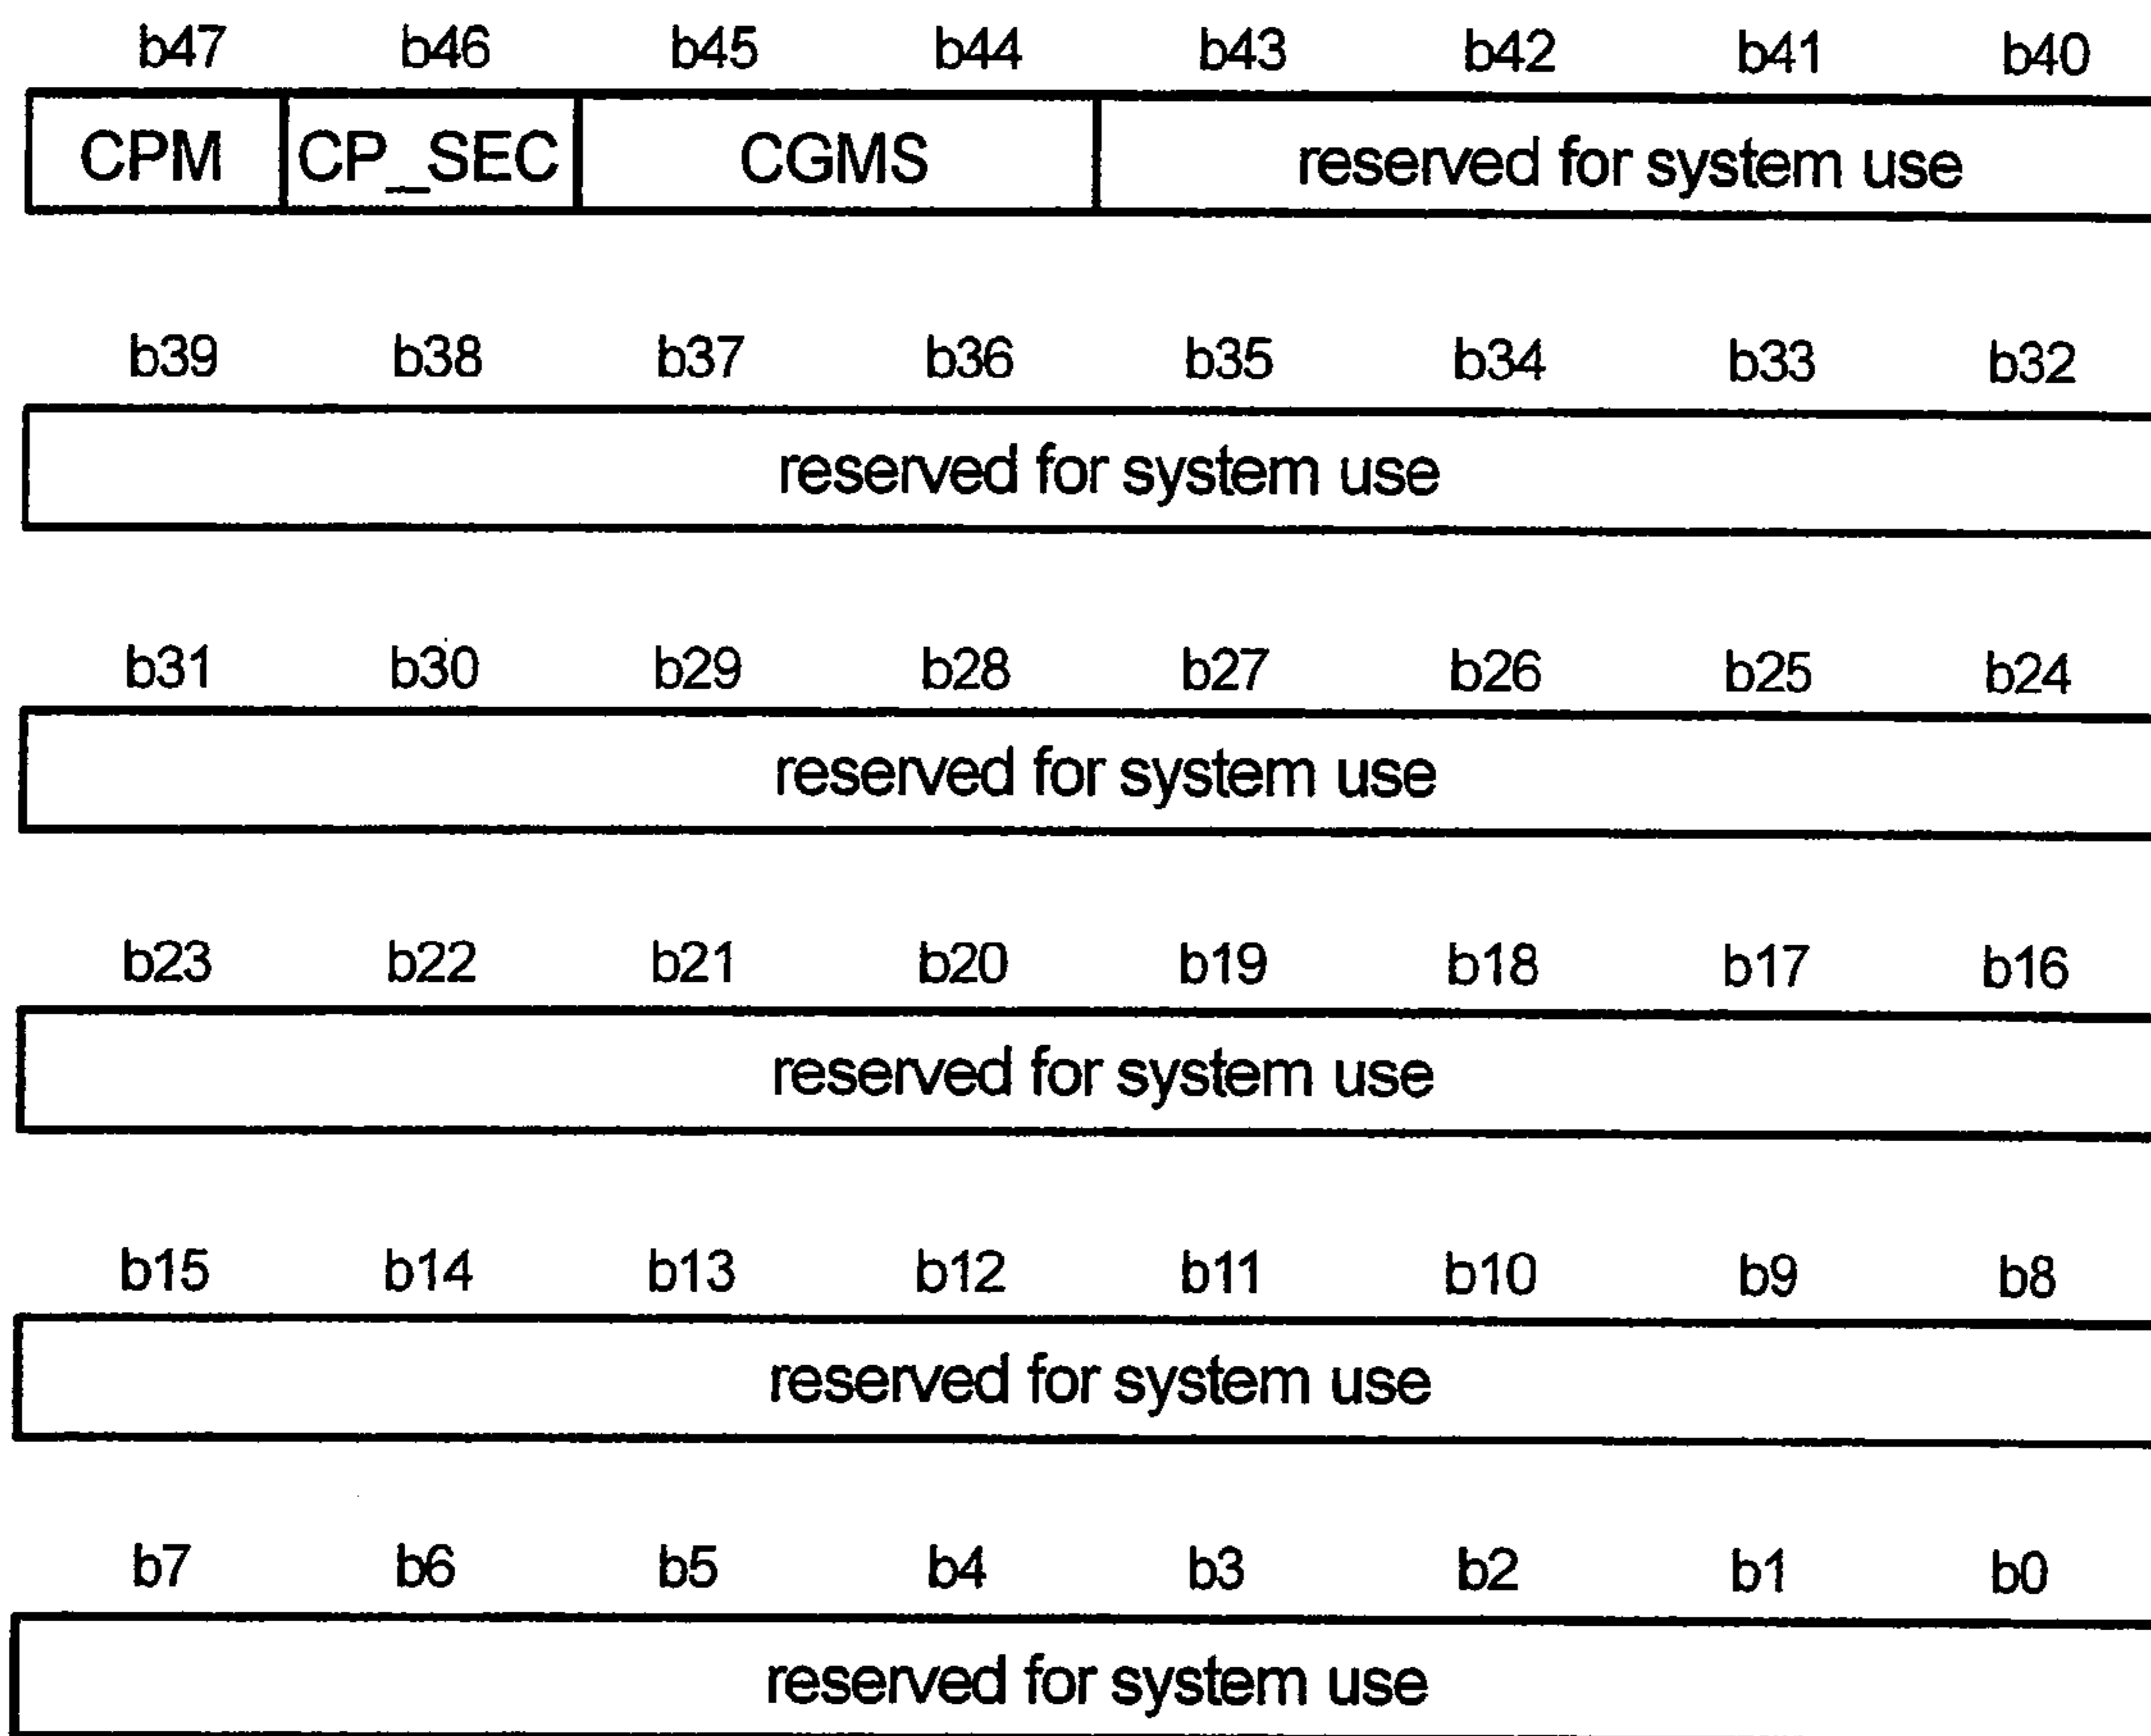 b47 b46 b45 b44 b43 b42 b41 b40
CPM CP_SEC CGMS reserved for system use
b39 b38 b37 b36 b35 b34 b33 b32
reserved for system use
b31 b30 b29 b28 b27 b26 b25 b24
reserved for system use
b23 b22 b21 b20 b19 b18 b17 b16
reserved for system use
b15 b14 b13 b12 b11 b10 b9 b8
reserved for system use
b7 b6 b5 b4 b3 b2 b1 b0
reserved for system use